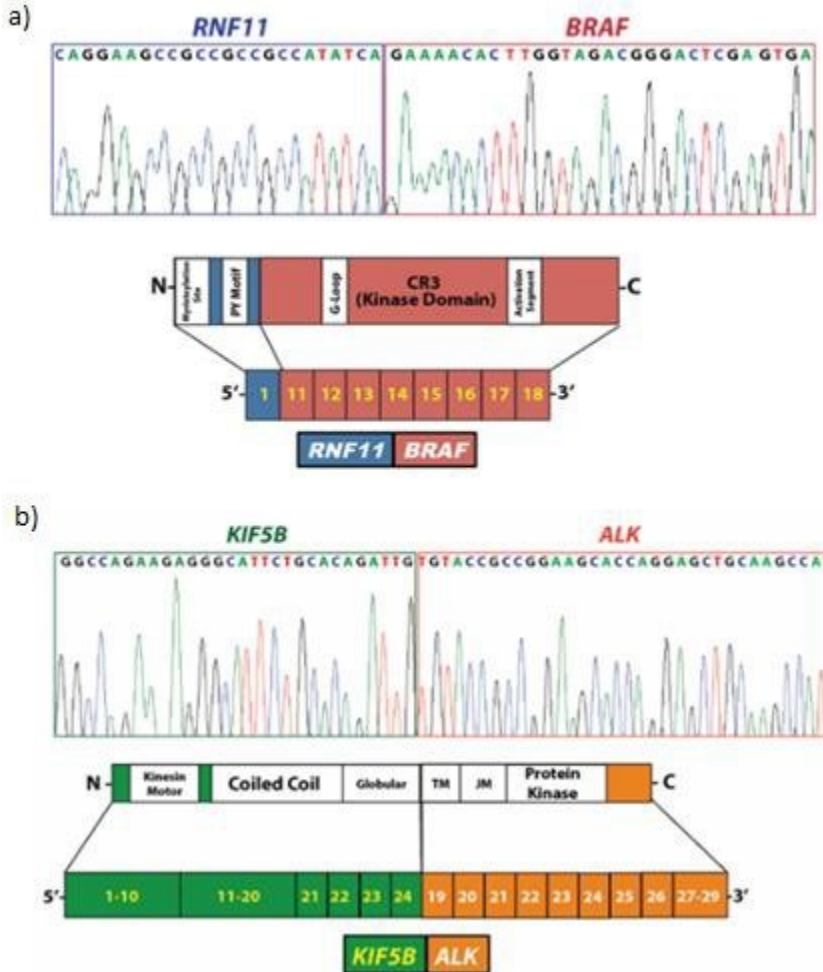 a)
RNF11 BRAF
CAGGAAGCCGCCGCCGCCATATCA GAAAACACTTGGTAGACGGGACTCGAGTGA
N Myristoylation Site PY Motif G-Loop CR3 (Kinase Domain) Activation Segment C
5' 1 11 12 13 14 15 16 17 18 3'
RNF11 BRAF
b)
KIF5B ALK
GGCCAGAAGAGGGCATTCTGCACAGATTG TGTACCGCCGGAAGCACCAGGAGCTGCAAGCCA
N Kinesin Motor Coiled Coil Globular TM JM Protein Kinase C
5' 1-10 11-20 21 22 23 24 19 20 21 22 23 24 25 26 27-29 3'
KIF5B ALK